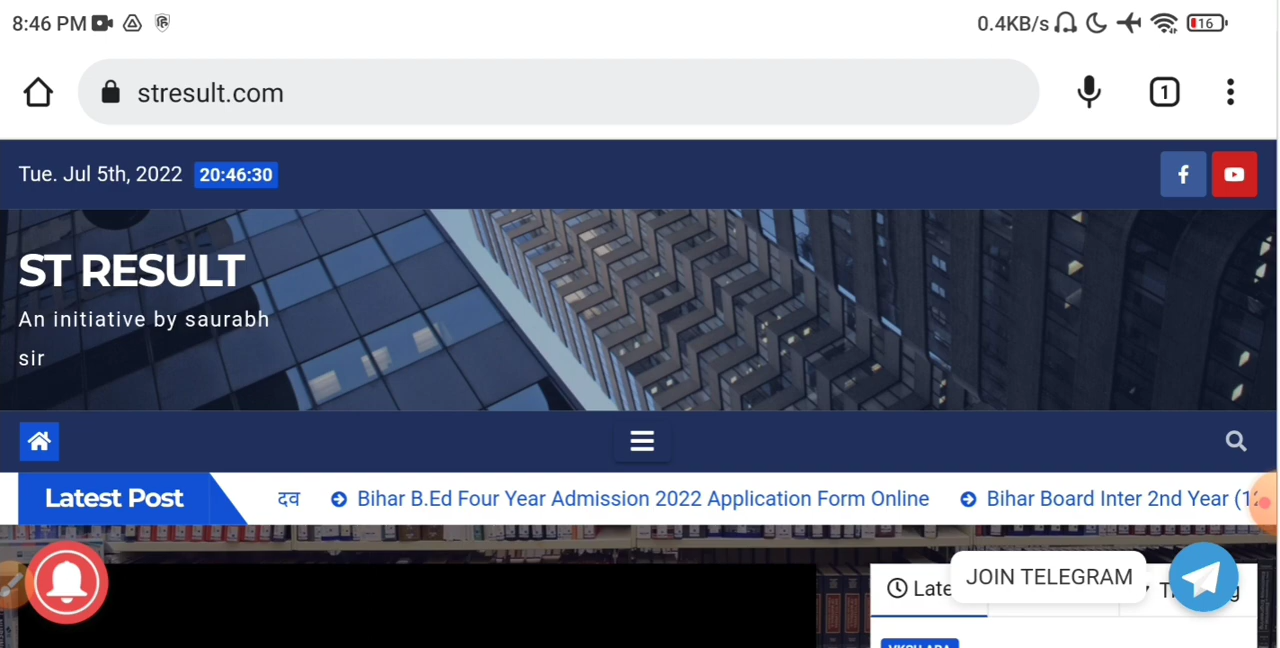 8:46 PM
0.4KB/s
16
stresult.com
1
Tue. Jul 5th, 2022 20:46:30
ST RESULT
An initiative by saurabh
sir
Latest Post
दव
Bihar B.Ed Four Year Admission 2022 Application Form Online
Bihar Board Inter 2nd Year
JOIN TELEGRAM